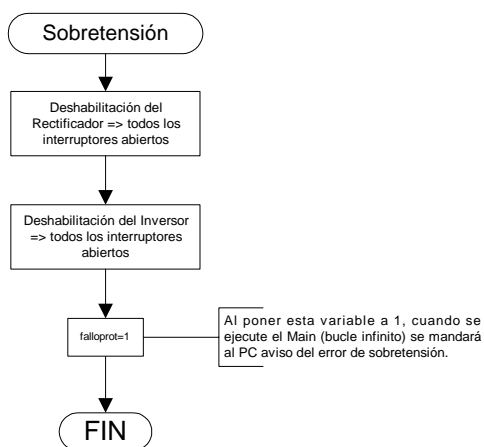 Sobretensión
Deshabilitación del
Rectificador => todos los
interruptores abiertos
Deshabilitación del Inversor
=> todos los interruptores
abiertos
falloprot=1
Al poner esta variable a 1, cuando se
ejecute el Main (bucle infinito) se mandará
al PC aviso del error de sobretensión.
FIN